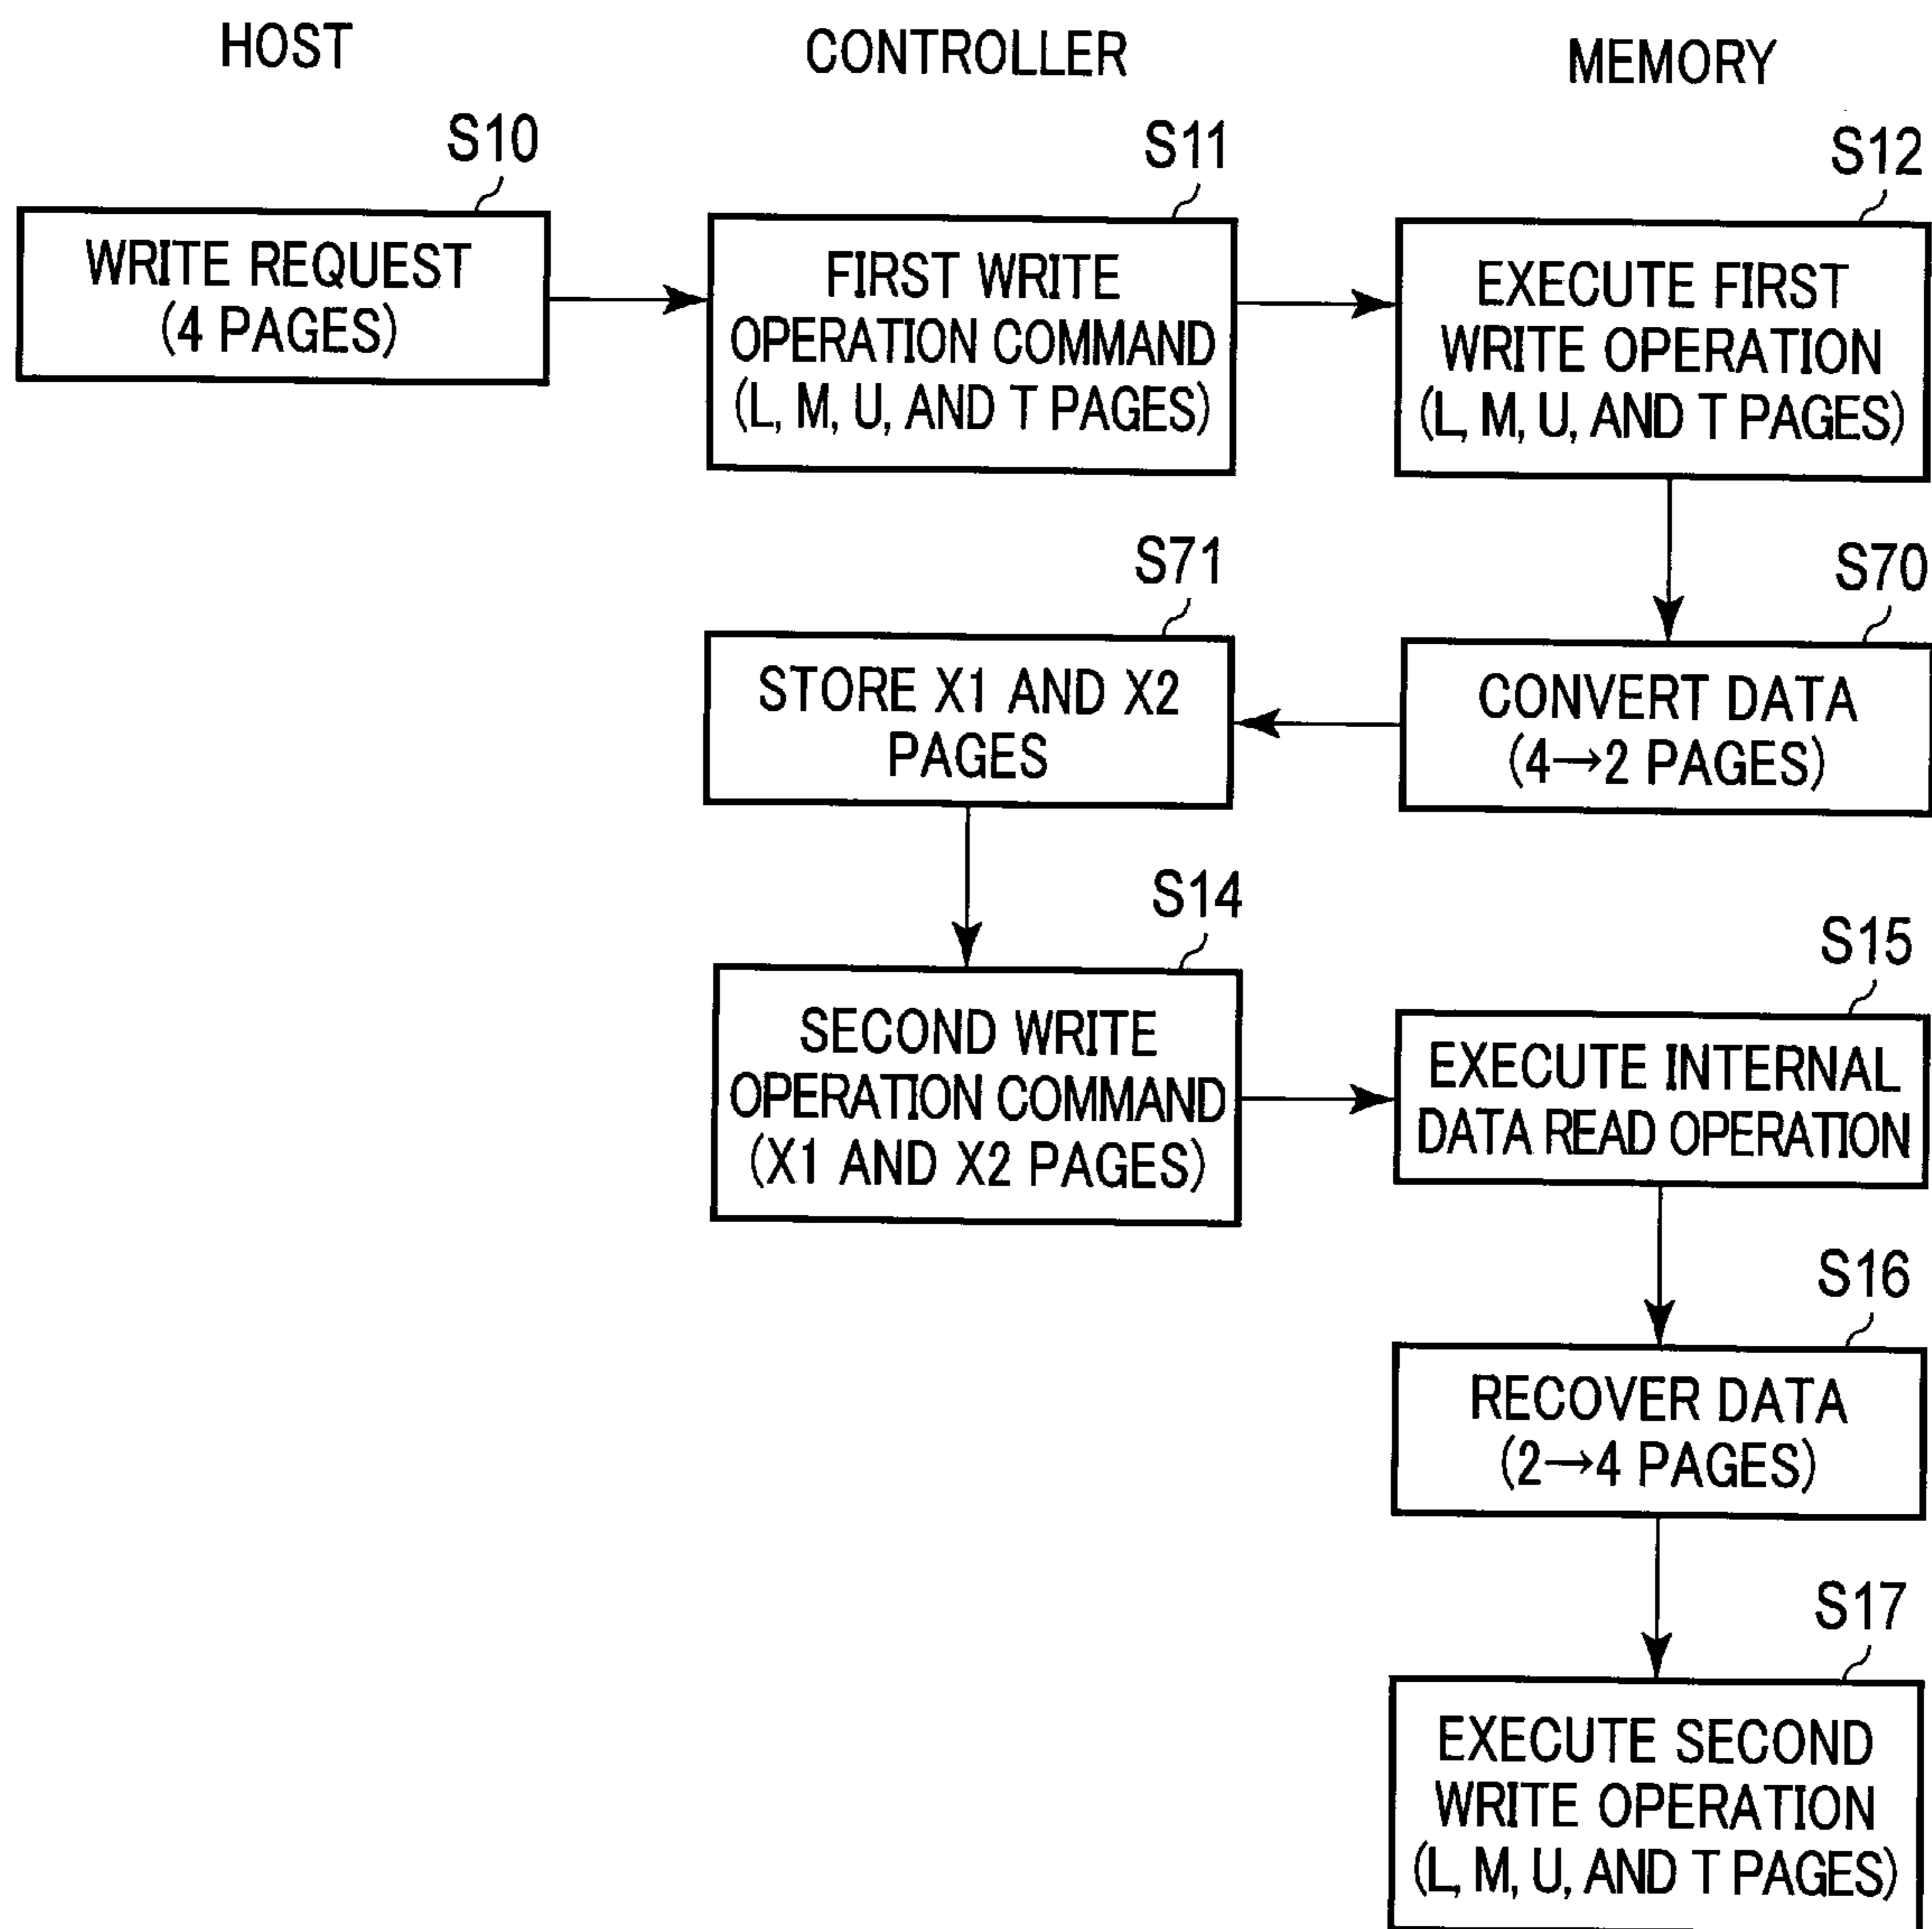 HOST
CONTROLLER
MEMORY
S10
S11
S12
WRITE REQUEST
(4 PAGES)
FIRST WRITE
OPERATION COMMAND
(L, M, U, AND T PAGES)
EXECUTE FIRST
WRITE OPERATION
(L, M, U, AND T PAGES)
S71
S70
STORE X1 AND X2
PAGES
CONVERT DATA
(4→2 PAGES)
S14
S15
SECOND WRITE
OPERATION COMMAND
(X1 AND X2 PAGES)
EXECUTE INTERNAL
DATA READ OPERATION
S16
RECOVER DATA
(2→4 PAGES)
S17
EXECUTE SECOND
WRITE OPERATION
(L, M, U, AND T PAGES)